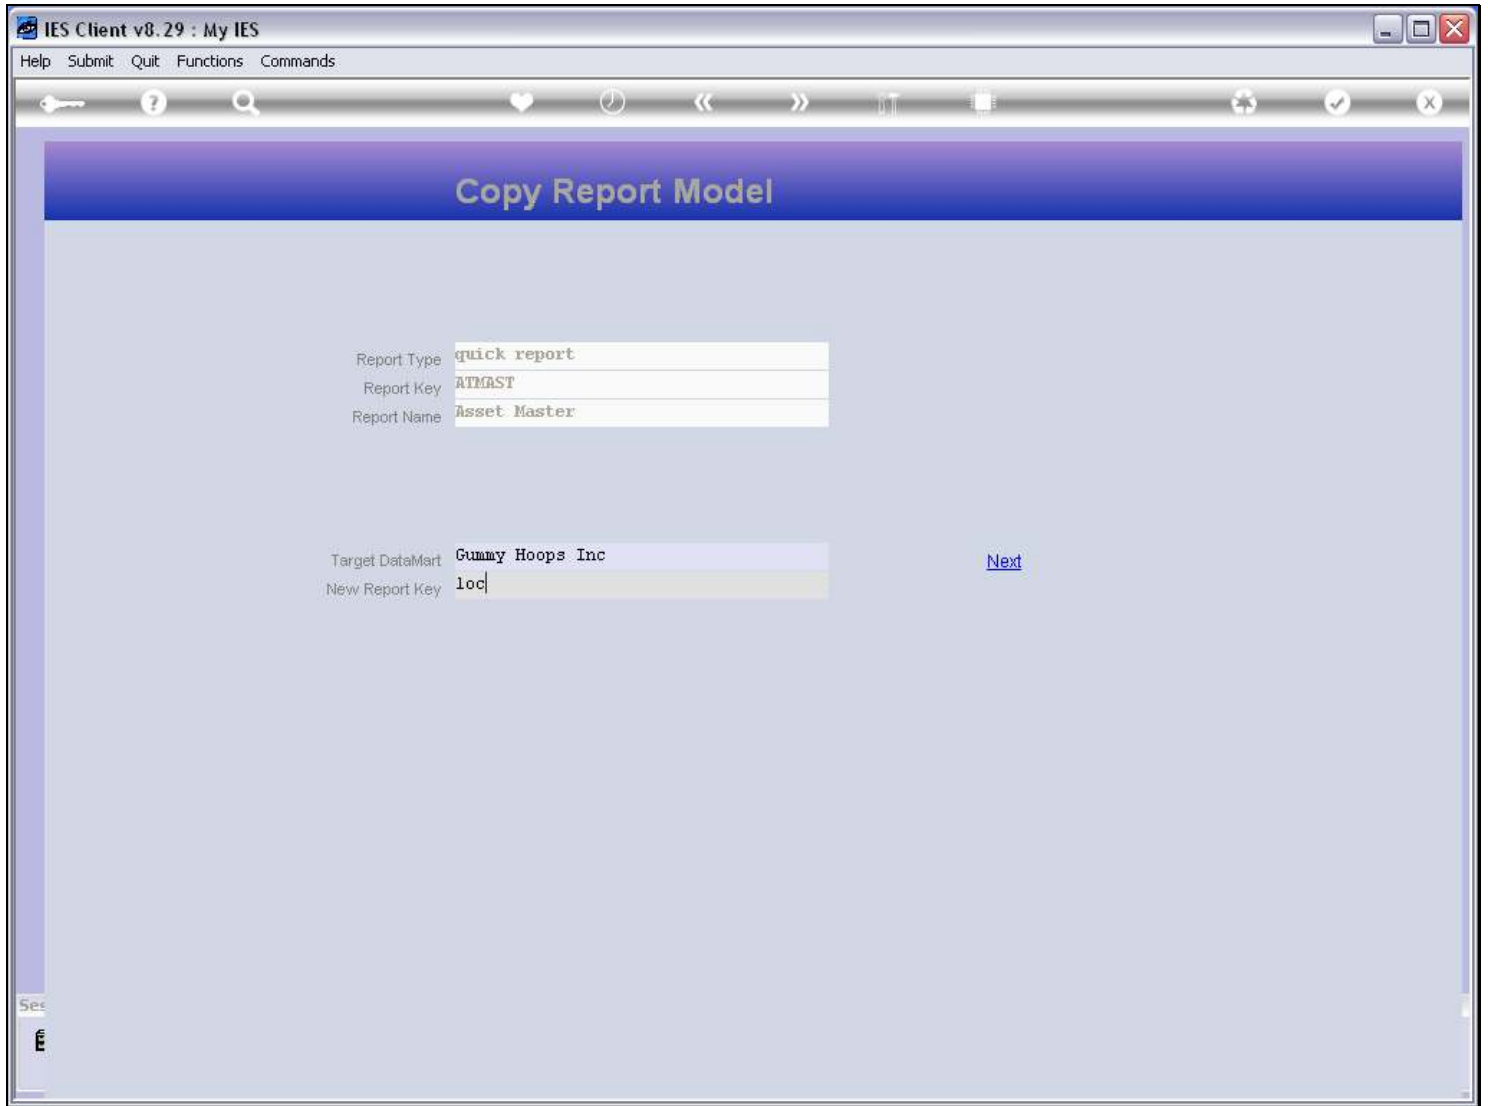 IES Client v8.29 : My IES
Help Submit Quit Functions Commands
Copy Report Model
Report Type quick report
Report Key ATMAST
Report Name Asset Master
Target DataMart Gummy Hoops Inc Next
New Report Key loc